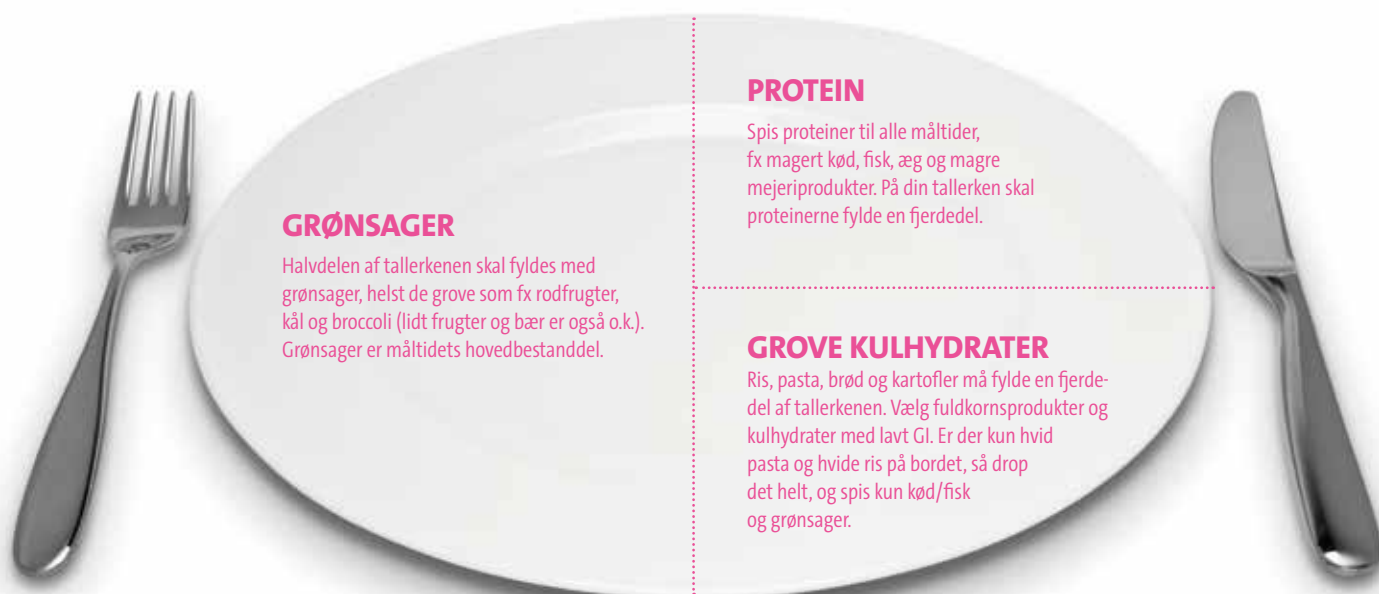 GRØNSAGER
Halvdelen af tallerkenen skal fyldes med
grønsager, helst de grove som fx rodfrugter,
kål og broccoli (lidt frugter og bær er også o.k.).
Grønsager er måltidets hovedbestanddel.
PROTEIN
Spis proteiner til alle måltider,
fx magert kød, fisk, æg og magre
mejeriprodukter. På din tallerken skal
proteinerne fylde en fjerdedel.
GROVE KULHYDRATER
Ris, pasta, brød og kartofler må fylde en fjerde-
del af tallerkenen. Vælg fuldkornsprodukter og
kulhydrater med lavt GI. Er der kun hvid
pasta og hvide ris på bordet, så drop
det helt, og spis kun kød/fisk
og grønsager.